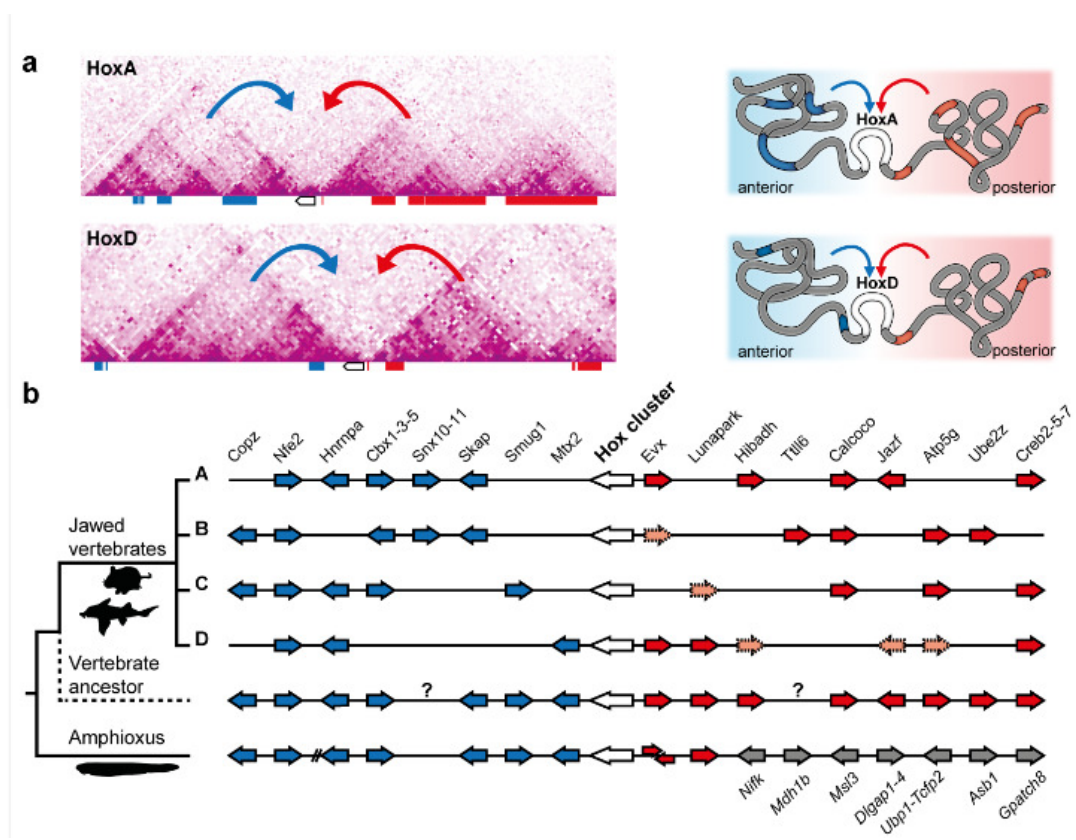 a
HoxA
HoxA
anterior
posterior
HoxD
HoxD
anterior
posterior
b
Copz
Nfe2
Hnrnpa
Cbx1-3-5
Snx10-11
Skap
Smug1
Mtx2
Hox cluster
Evx
Lunapark
Hibadh
Ttll6
Calcoco
Jazf
Atp5g
Ube2z
Creb2-5-7
A
Jawed
vertebrates
B
C
D
Vertebrate
ancestor
? ?
Amphioxus
//
Nifk
Mdh1b
Msl3
Dlgap1-4
Ubp1-Tcfp2
Asb1
Gpatch8